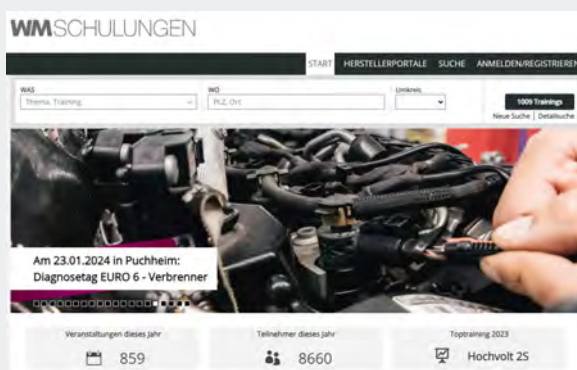 WM SCHULUNGEN
START HERSTELLERPORTALE SUCHE ANMELDEN/REGISTRIEREN
WAS WO Umkreis
Thema, Training PLZ, Ort 1009 Trainings
Neue Suche | Detailsuche
Am 23.01.2024 in Puchheim:
Diagnosetag EURO 6 - Verbrenner
Veranstaltungen dieses Jahr Teilnehmer dieses Jahr Toptraining 2023
859 8660 Hochvolt 2S